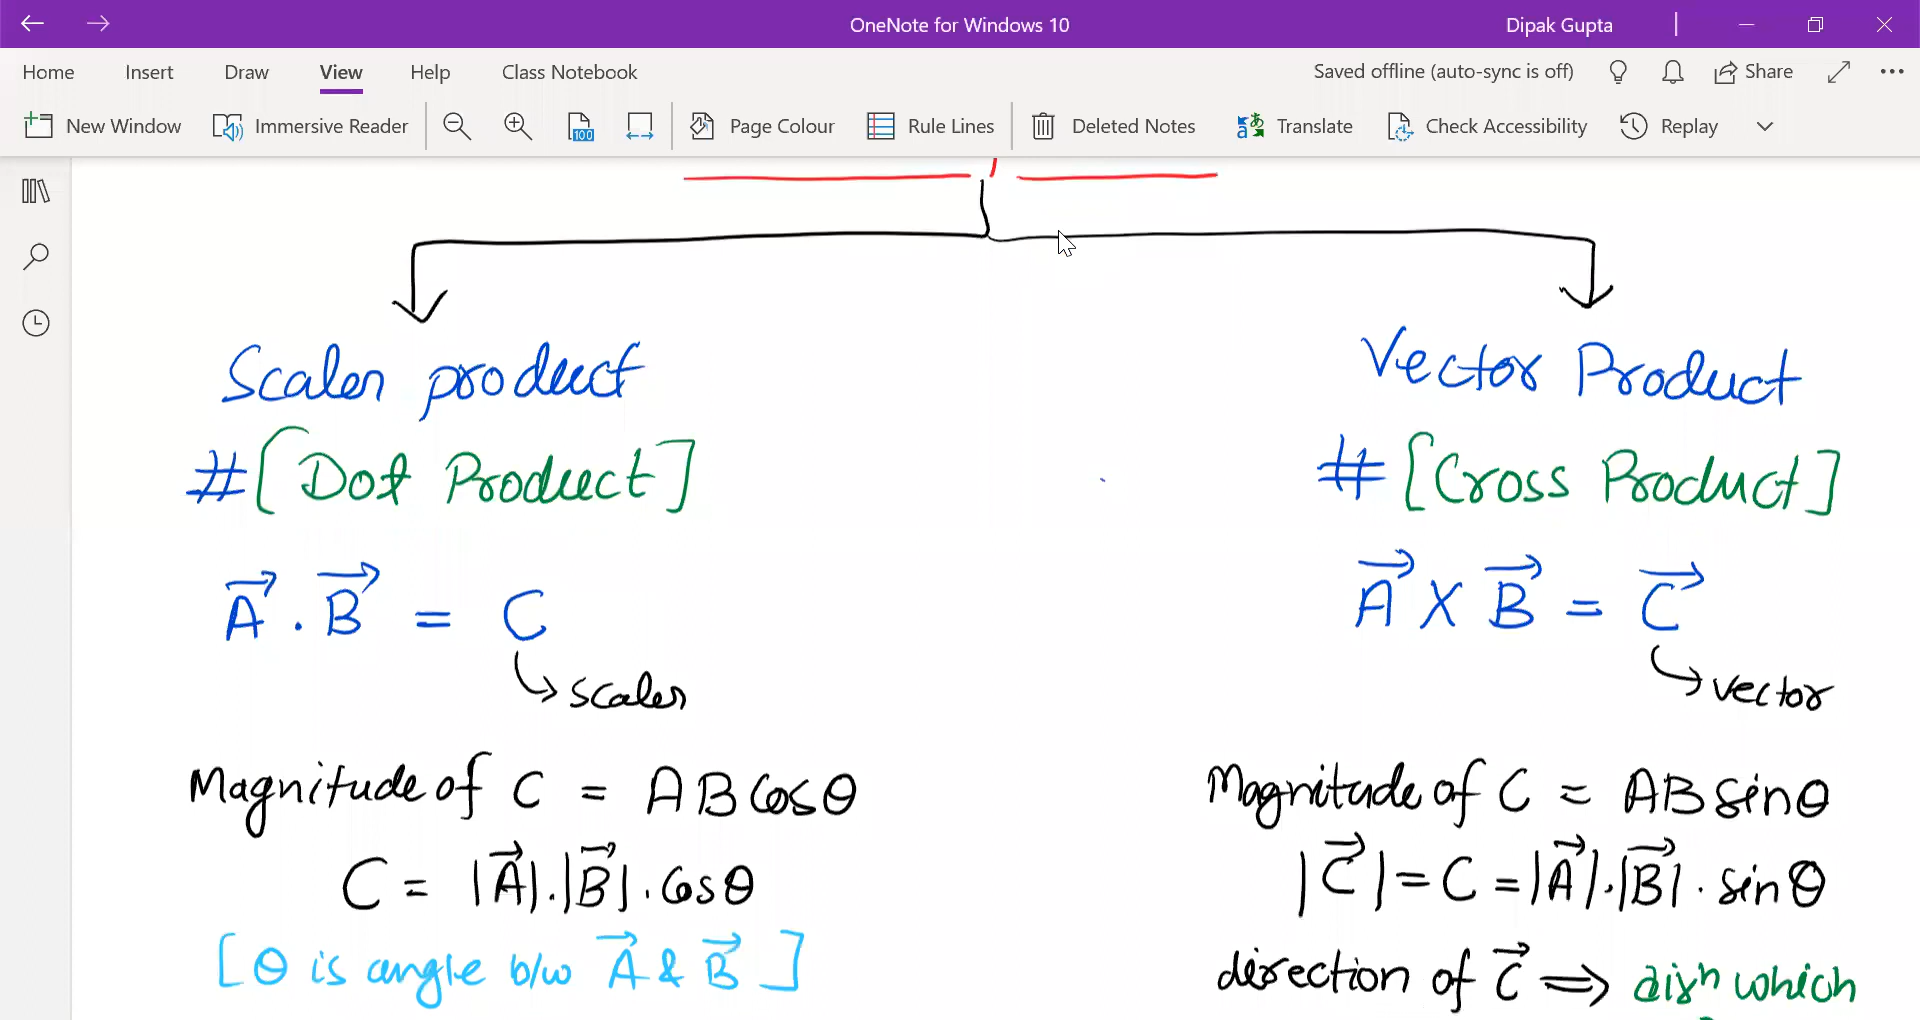 OneNote for Windows 10
Dipak Gupta
Home Insert Draw View Help Class Notebook
Saved offline (auto-sync is off) Share
New Window Immersive Reader 100 Page Colour Rule Lines Deleted Notes Translate Check Accessibility Replay
Scaler product
#[Dot Product]
A⃗ . B⃗ = C
↳ scaler
Magnitude of C = AB Cosθ
C = |A⃗|.|B⃗|. Cosθ
[θ is angle b/w A⃗ & B⃗]
Vector Product
# [Cross Product]
A⃗ X B⃗ = C⃗
↳ vector
Magnitude of C = AB sinθ
|C⃗| = C = |A⃗|.|B⃗|. sinθ
direction of C⃗ ⇒ dirⁿ which